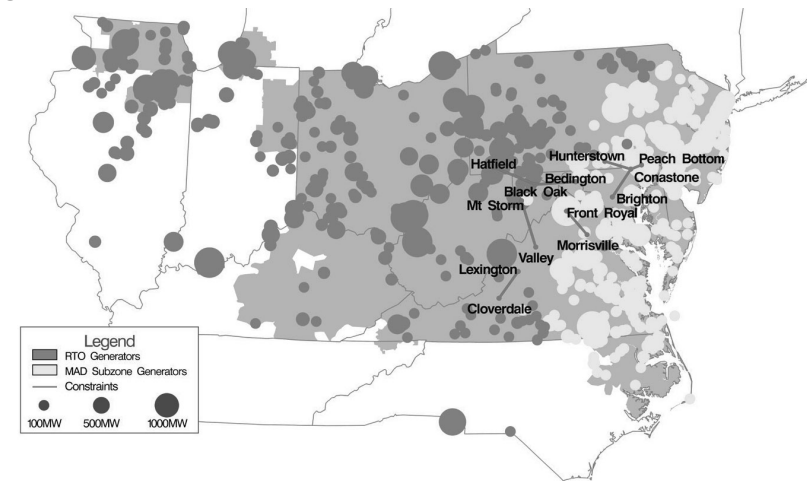 Hunterstown
Peach Bottom
Hatfield
Conastone
Bedington
Black Oak
Brighton
Mt Storm
Front Royal
Morrisville
Valley
Lexington
Cloverdale
Legend
RTO Generators
MAD Subzone Generators
Constraints
100MW 500MW 1000MW